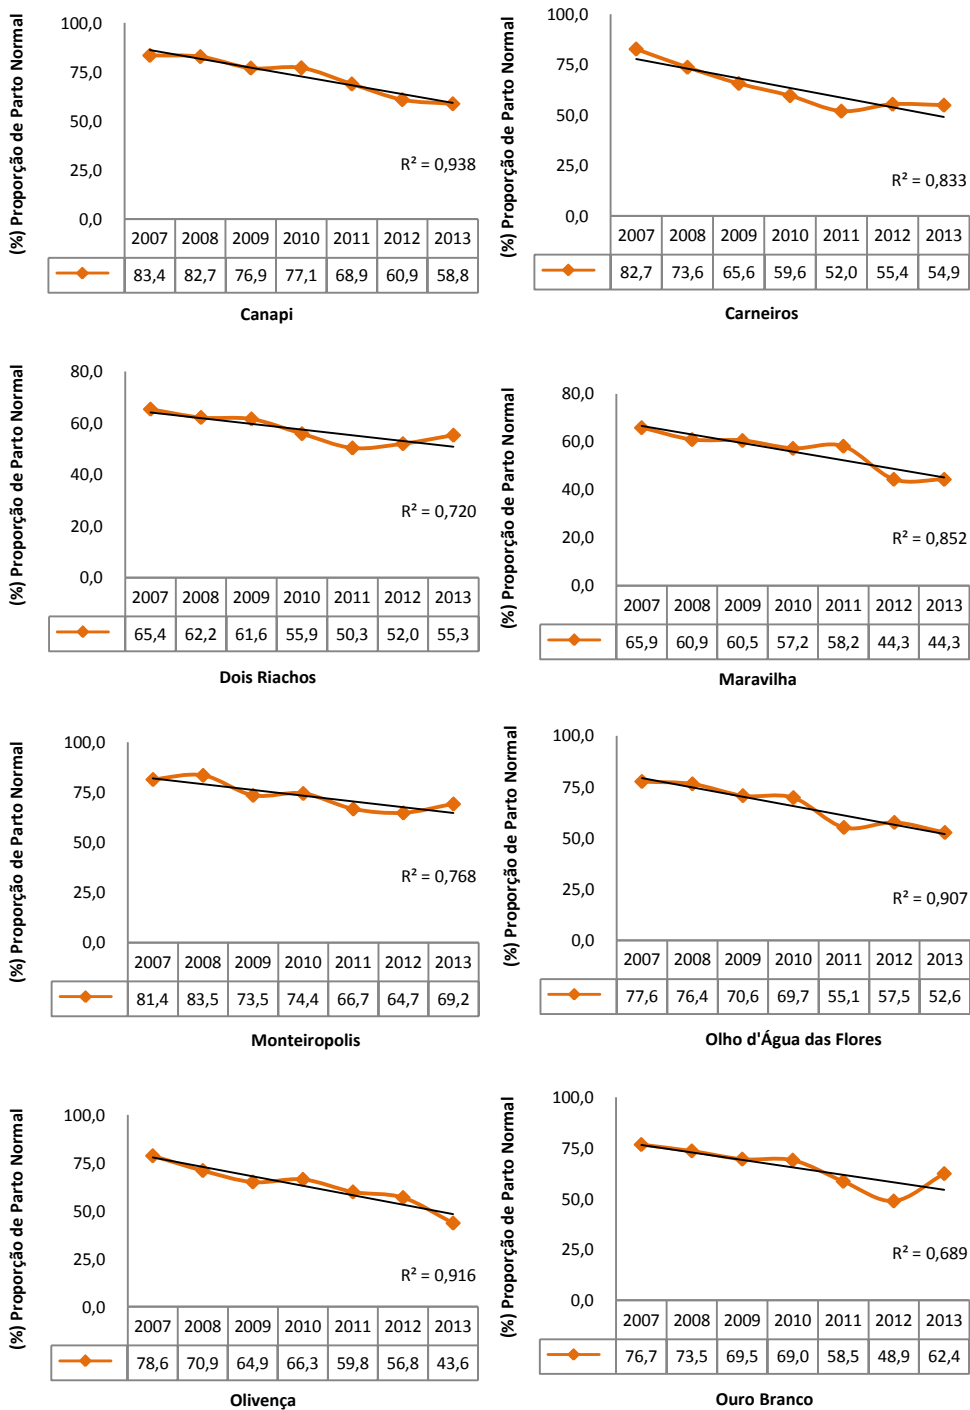 (%) Proporção de Parto Normal
100,0
75,0
50,0
25,0
0,0
R² = 0,938
2007 2008 2009 2010 2011 2012 2013
83,4 82,7 76,9 77,1 68,9 60,9 58,8
Canapi
(%) Proporção de Parto Normal
100,0
75,0
50,0
25,0
0,0
R² = 0,833
2007 2008 2009 2010 2011 2012 2013
82,7 73,6 65,6 59,6 52,0 55,4 54,9
Carneiros
(%) Proporção de Parto Normal
80,0
60,0
40,0
20,0
0,0
R² = 0,720
2007 2008 2009 2010 2011 2012 2013
65,4 62,2 61,6 55,9 50,3 52,0 55,3
Dois Riachos
(%) Proporção de Parto Normal
80,0
60,0
40,0
20,0
0,0
R² = 0,852
2007 2008 2009 2010 2011 2012 2013
65,9 60,9 60,5 57,2 58,2 44,3 44,3
Maravilha
(%) Proporção de Parto Normal
100,0
75,0
50,0
25,0
0,0
R² = 0,768
2007 2008 2009 2010 2011 2012 2013
81,4 83,5 73,5 74,4 66,7 64,7 69,2
Monteiropolis
(%) Proporção de Parto Normal
100,0
75,0
50,0
25,0
0,0
R² = 0,907
2007 2008 2009 2010 2011 2012 2013
77,6 76,4 70,6 69,7 55,1 57,5 52,6
Olho d'Água das Flores
(%) Proporção de Parto Normal
100,0
75,0
50,0
25,0
0,0
R² = 0,916
2007 2008 2009 2010 2011 2012 2013
78,6 70,9 64,9 66,3 59,8 56,8 43,6
Olivença
(%) Proporção de Parto Normal
100,0
75,0
50,0
25,0
0,0
R² = 0,689
2007 2008 2009 2010 2011 2012 2013
76,7 73,5 69,5 69,0 58,5 48,9 62,4
Ouro Branco